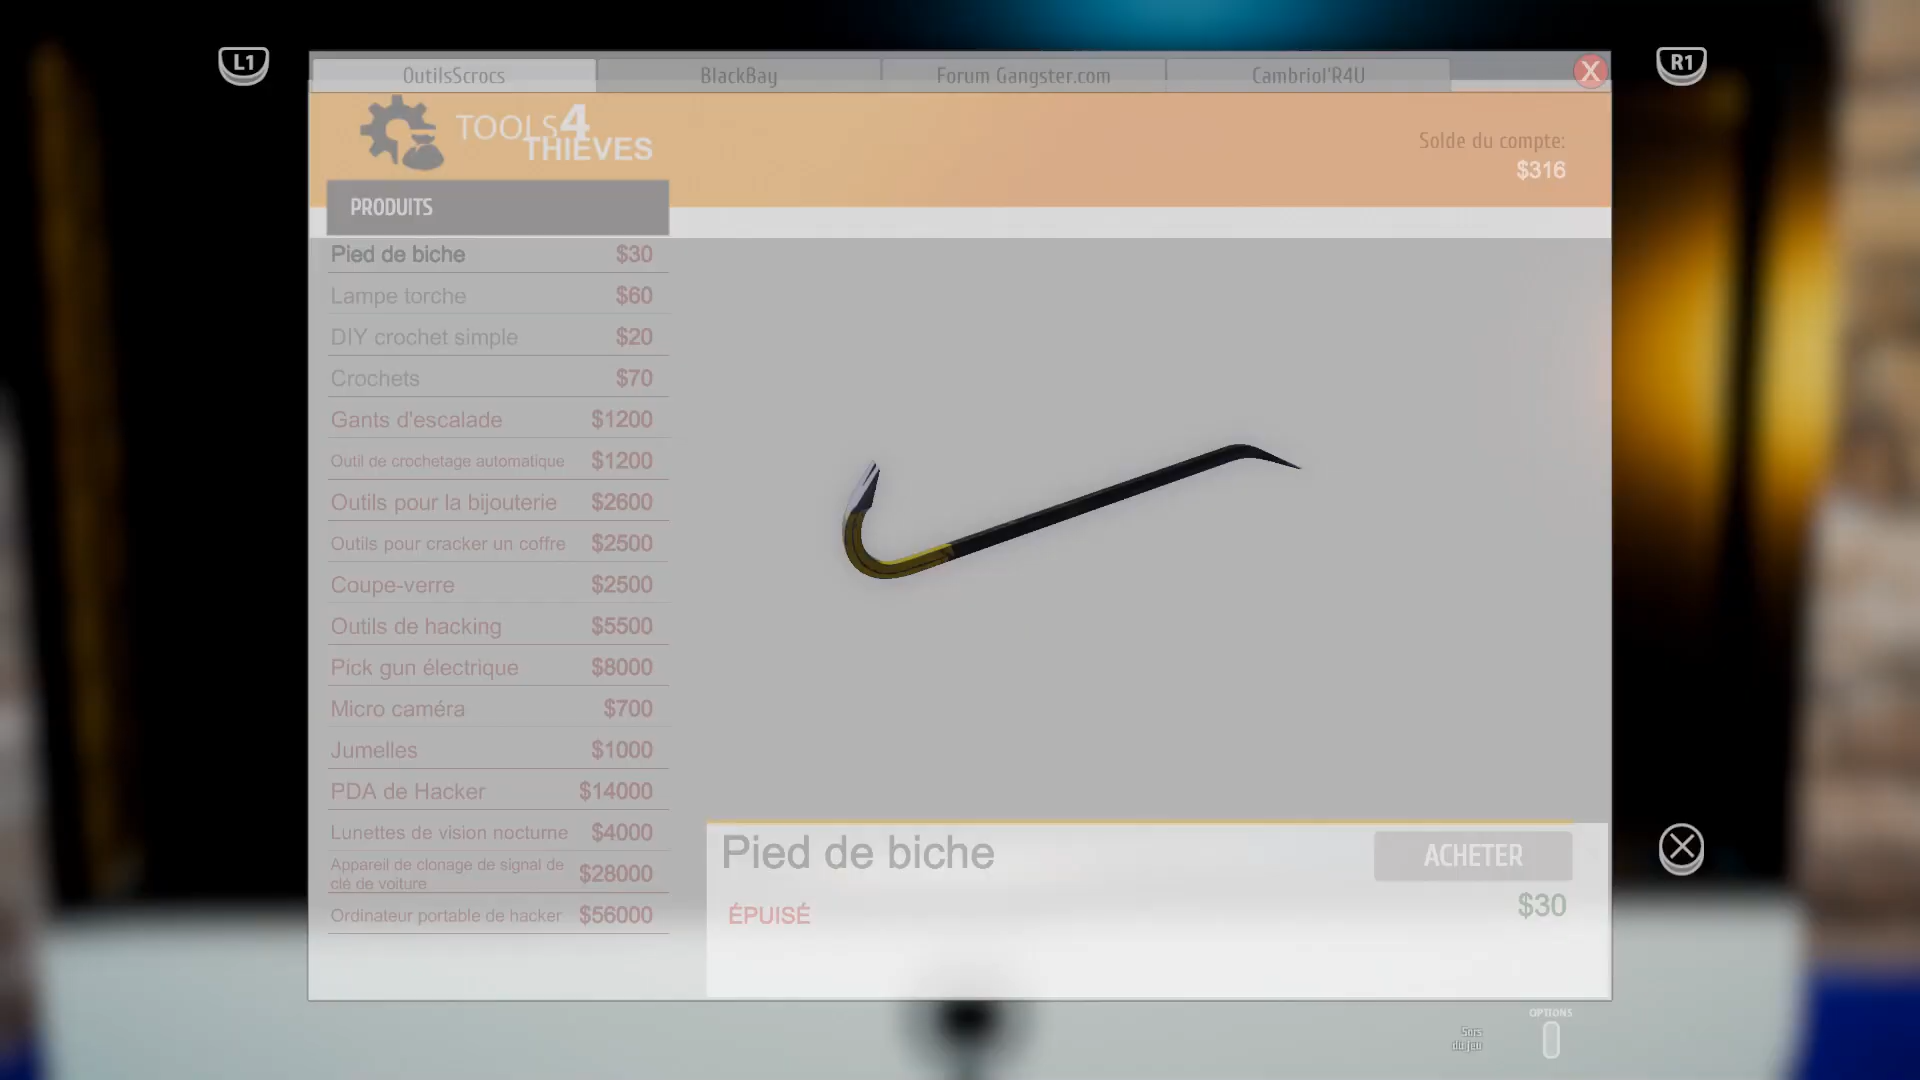 L1
R1
OutilsScrocs
BlackBay
Forum Gangster.com
Cambriol'R4U
X
TOOLS4
THIEVES
Solde du compte:
$316
PRODUITS
Pied de biche $30
Lampe torche $60
DIY crochet simple $20
Crochets $70
Gants d'escalade $1200
Outil de crochetage automatique $1200
Outils pour la bijouterie $2600
Outils pour cracker un coffre $2500
Coupe-verre $2500
Outils de hacking $5500
Pick gun électrique $8000
Micro caméra $700
Jumelles $1000
PDA de Hacker $14000
Lunettes de vision nocturne $4000
Appareil de clonage de signal de
clé de voiture $28000
Ordinateur portable de hacker $56000
Pied de biche
ACHETER
ÉPUISÉ
$30
OPTIONS
Sors
du jeu